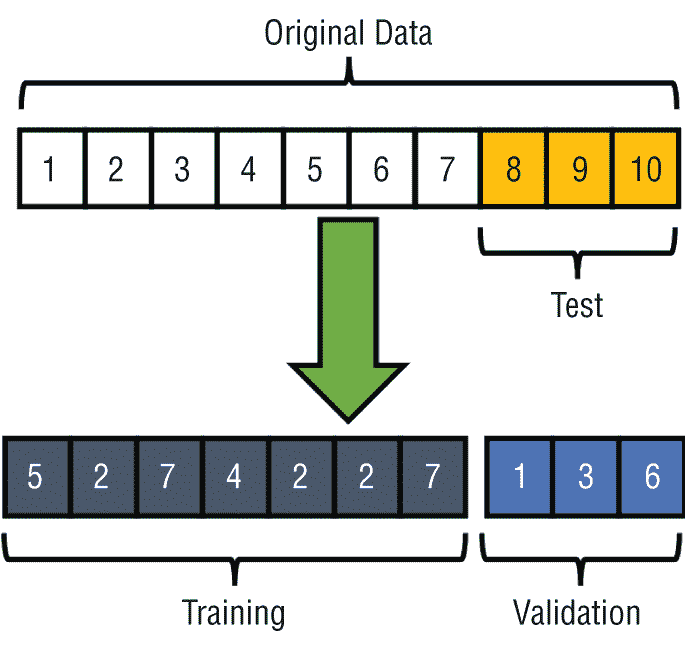 Original Data
1 2 3 4 5 6 7 8 9 10
Test
5 2 7 4 2 2 7 1 3 6
Training Validation